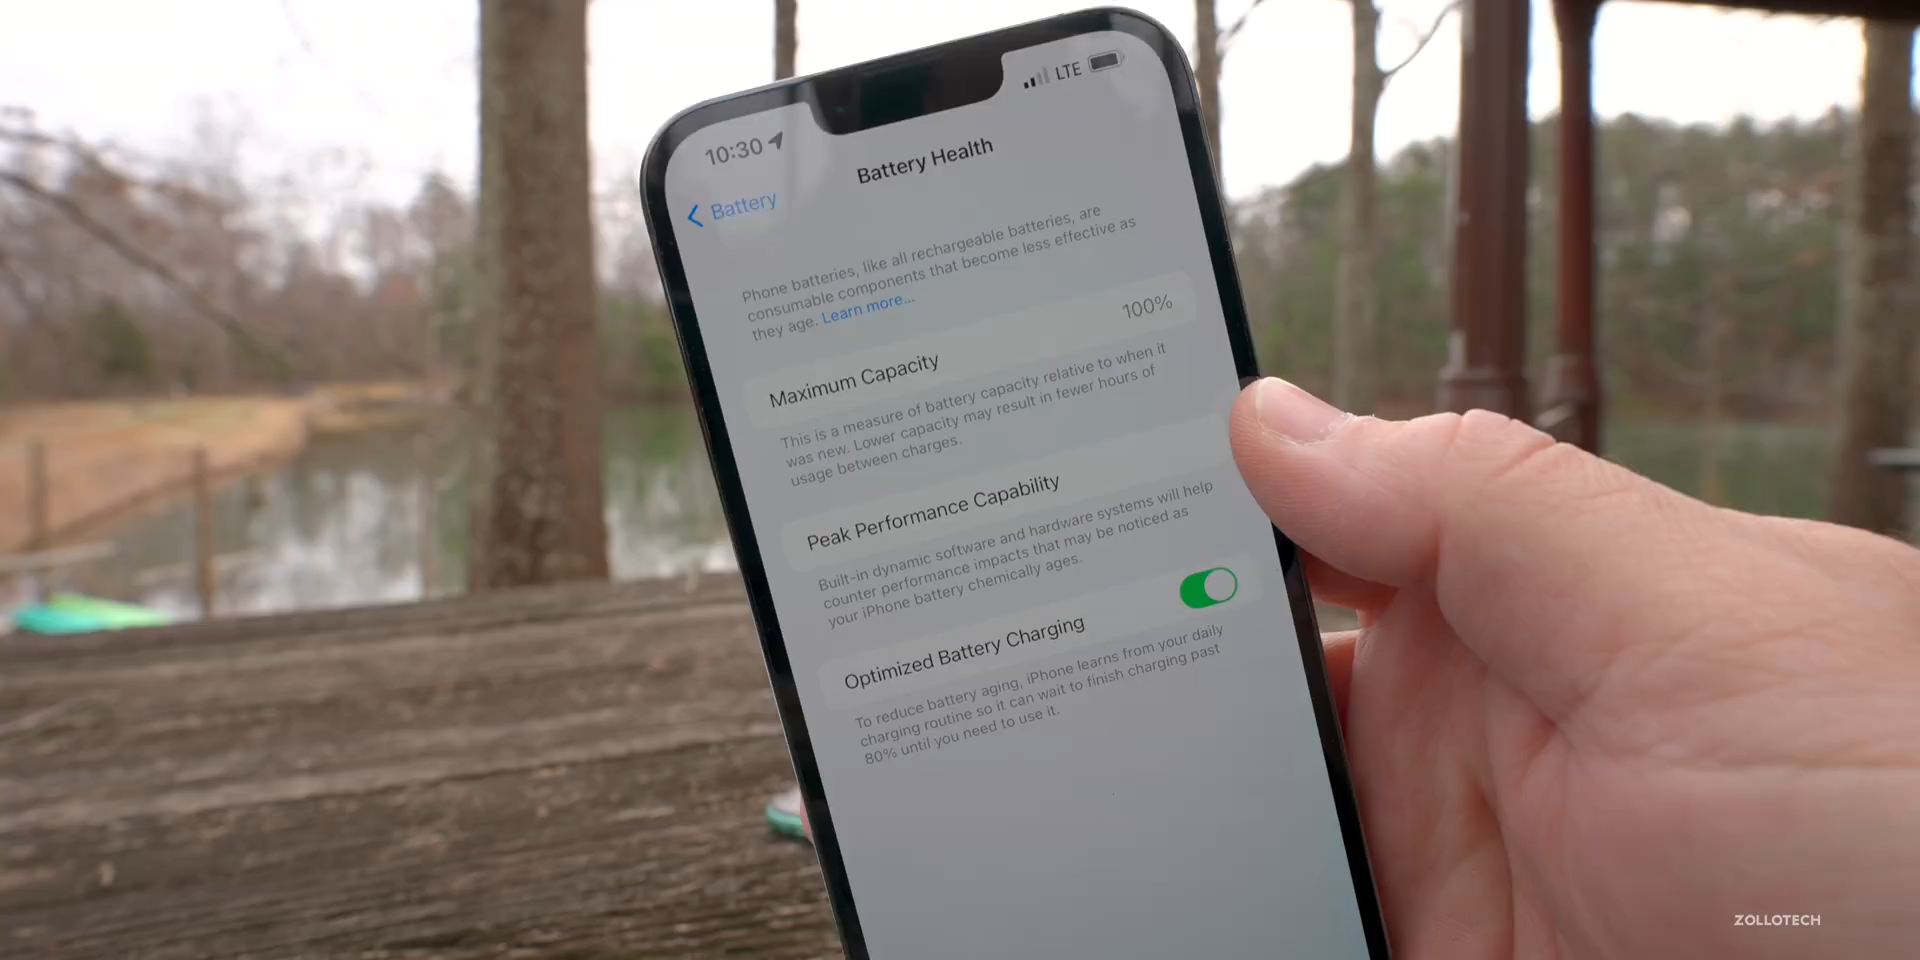 10:30
LTE
Battery
Battery Health
Phone batteries, like all rechargeable batteries, are
consumable components that become less effective as
they age. Learn more...
Maximum Capacity 100%
This is a measure of battery capacity relative to when it
was new. Lower capacity may result in fewer hours of
usage between charges.
Peak Performance Capability
Built-in dynamic software and hardware systems will help
counter performance impacts that may be noticed as
your iPhone battery chemically ages.
Optimized Battery Charging
To reduce battery aging, iPhone learns from your daily
charging routine so it can wait to finish charging past
80% until you need to use it.
ZOLLOTECH